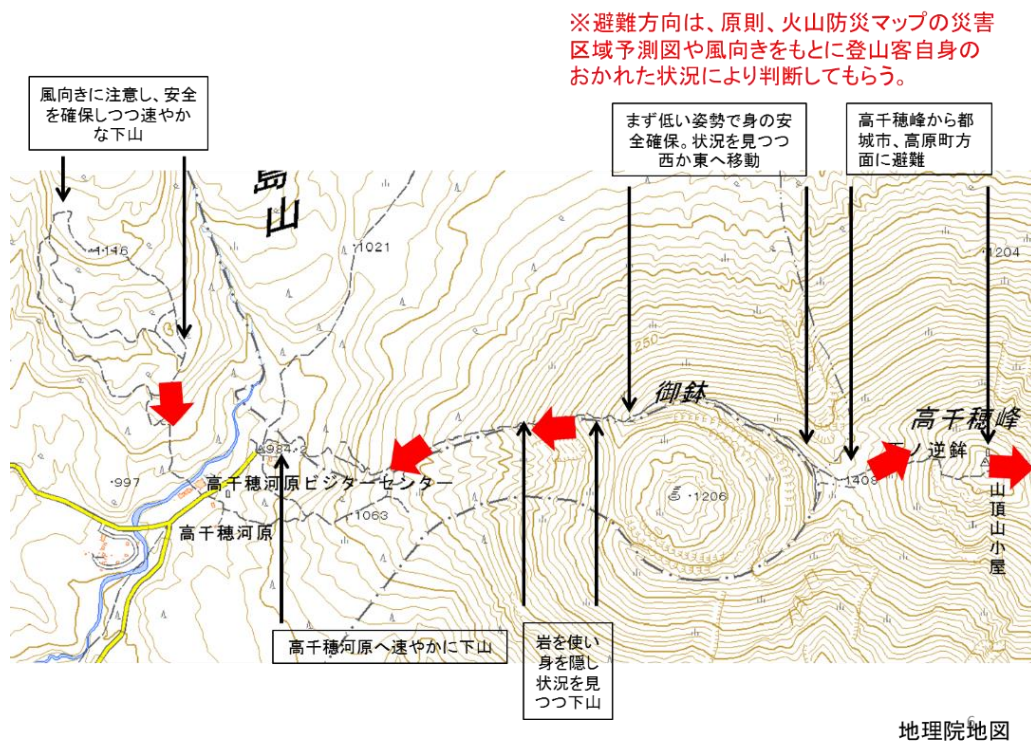 ※避難方向は、原則、火山防災マップの災害
区域予測図や風向きをもとに登山客自身の
おかれた状況により判断してもらう。
風向きに注意し、安全
を確保しつつ速やか
な下山
まず低い姿勢で身の安
全確保。状況を見つつ
西か東へ移動
高千穂峰から都
城市、高原町方
面に避難
島山
1116
1021
1204
1250
御鉢
高千穂峰
ノ逆鉾
984.2
高千穂河原ビジターセンター
997
1063
1206
1408
高千穂河原
山頂山小屋
高千穂河原へ速やかに下山
岩を使い
身を隠し
状況を見
つつ下山
6
地理院地図